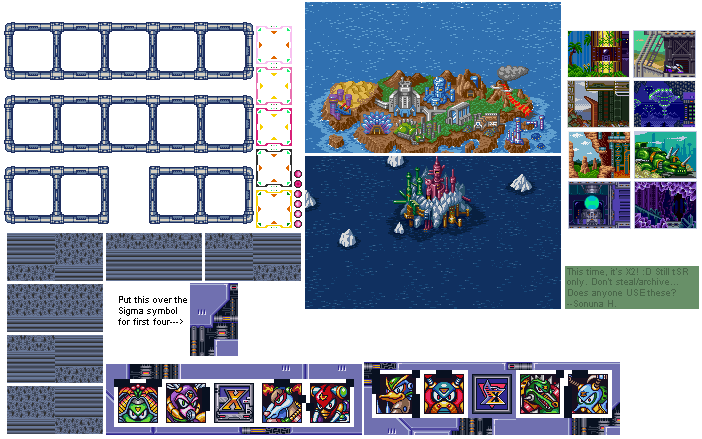 This time, it's X2! :D Still tSR
only. Don't steal/archive...
Does anyone USE these?
--Sonuna H.
Put this over the
Sigma symbol
for first four--->
X